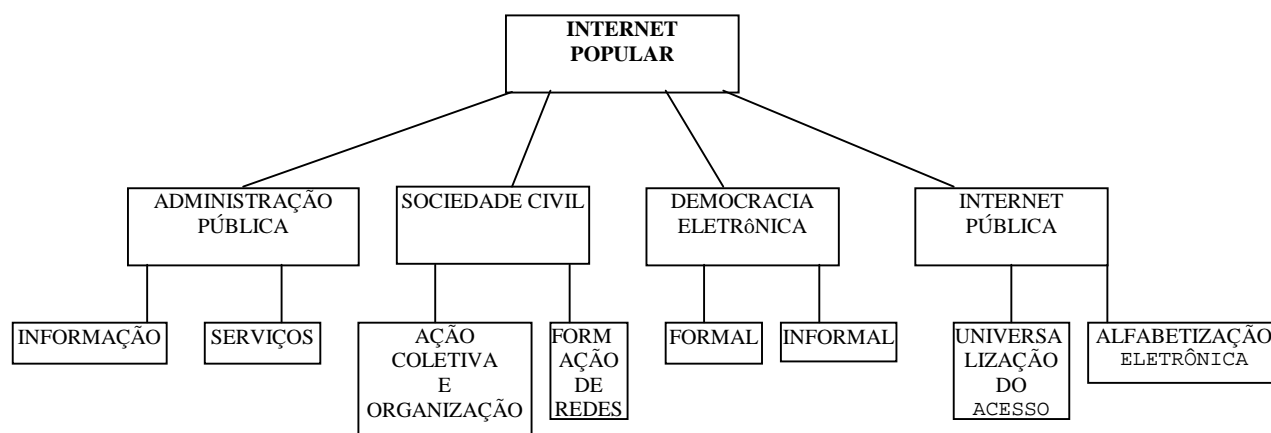 INTERNET
POPULAR
ADMINISTRAÇÃO
PÚBLICA
SOCIEDADE CIVIL
DEMOCRACIA
ELETRôNICA
INTERNET
PÚBLICA
INFORMAÇÃO
SERVIÇOS
AÇÃO
COLETIVA
E
ORGANIZAÇÃO
FORM
AÇÃO
DE
REDES
FORMAL
INFORMAL
UNIVERSA
LIZAÇÃO
DO
ACESSO
ALFABETIZAÇÃO
ELETRÔNICA